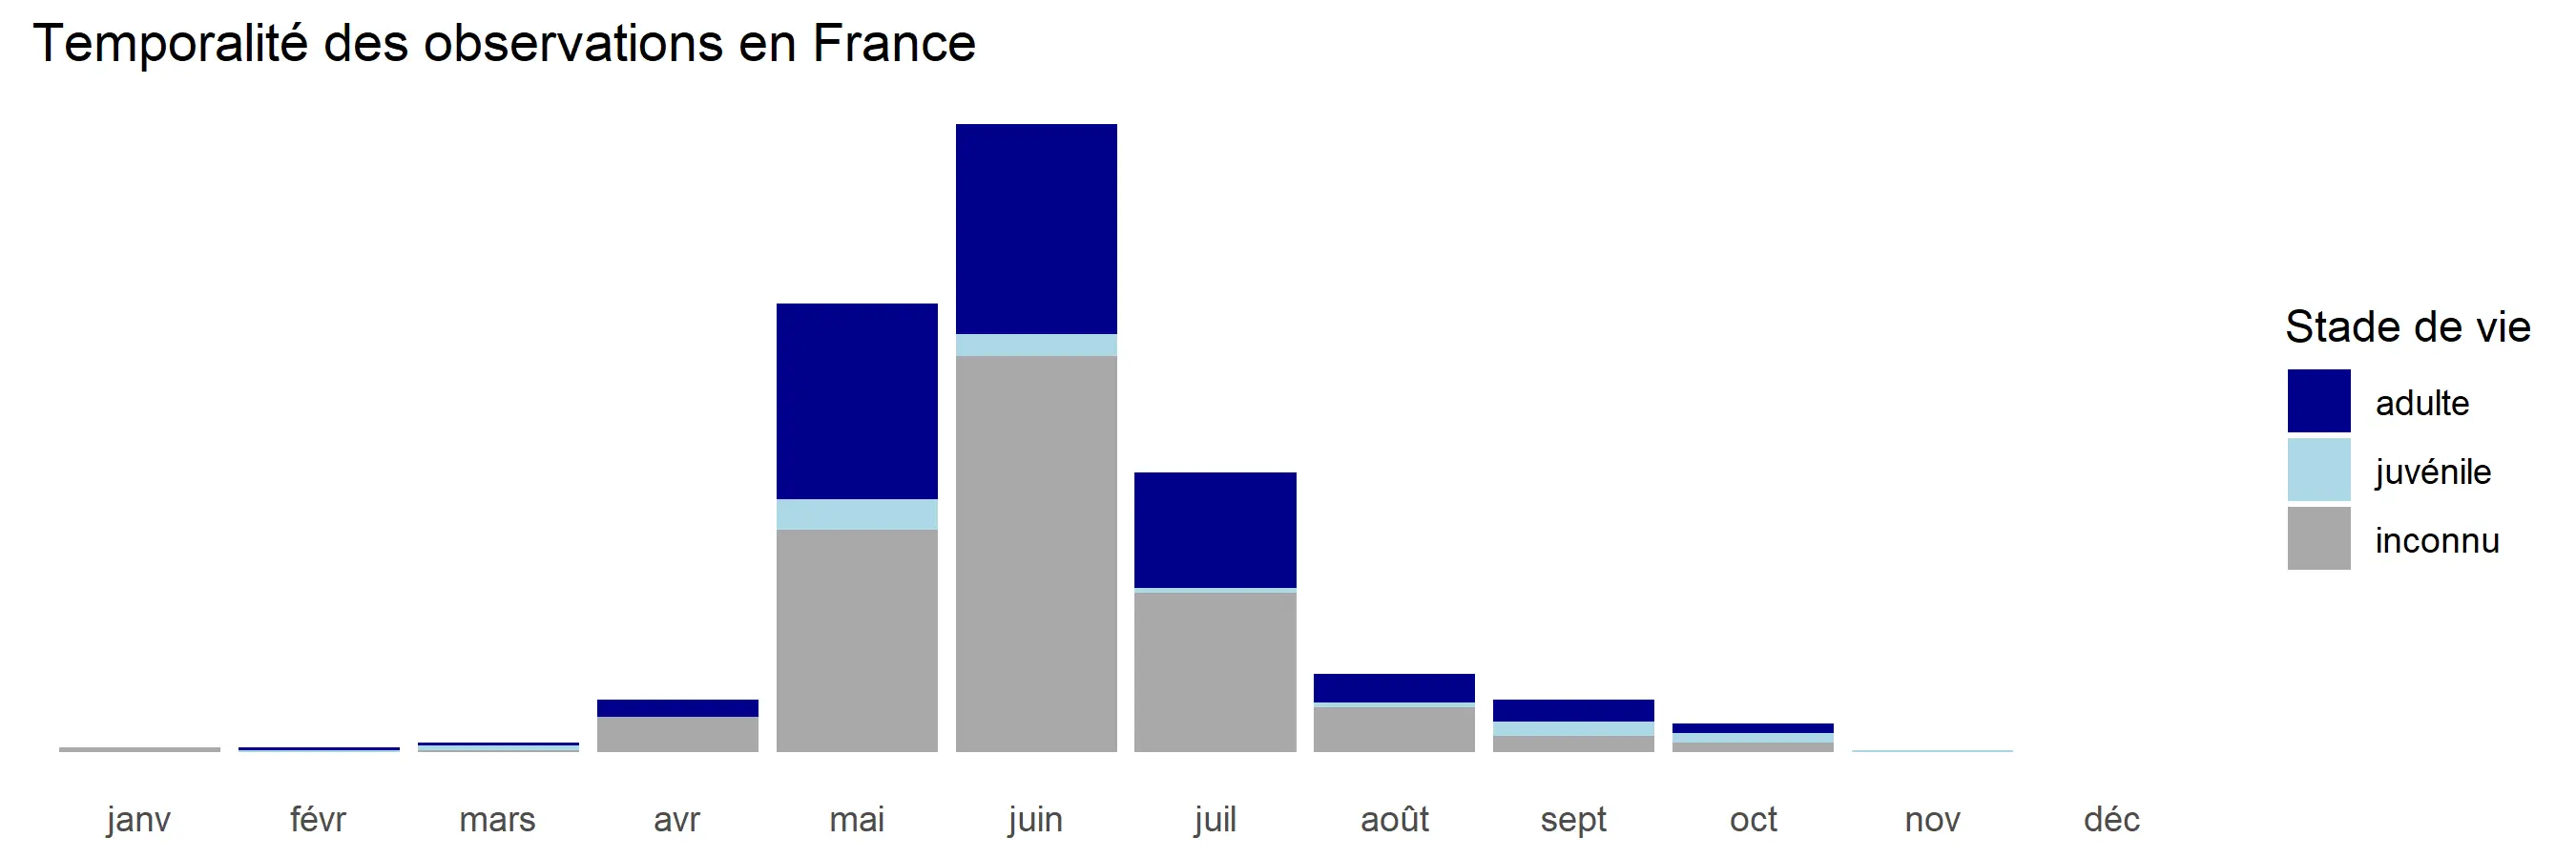 Temporalité des observations en France
Stade de vie
adulte
juvénile
inconnu
janv févr mars avr mai juin juil août sept oct nov déc